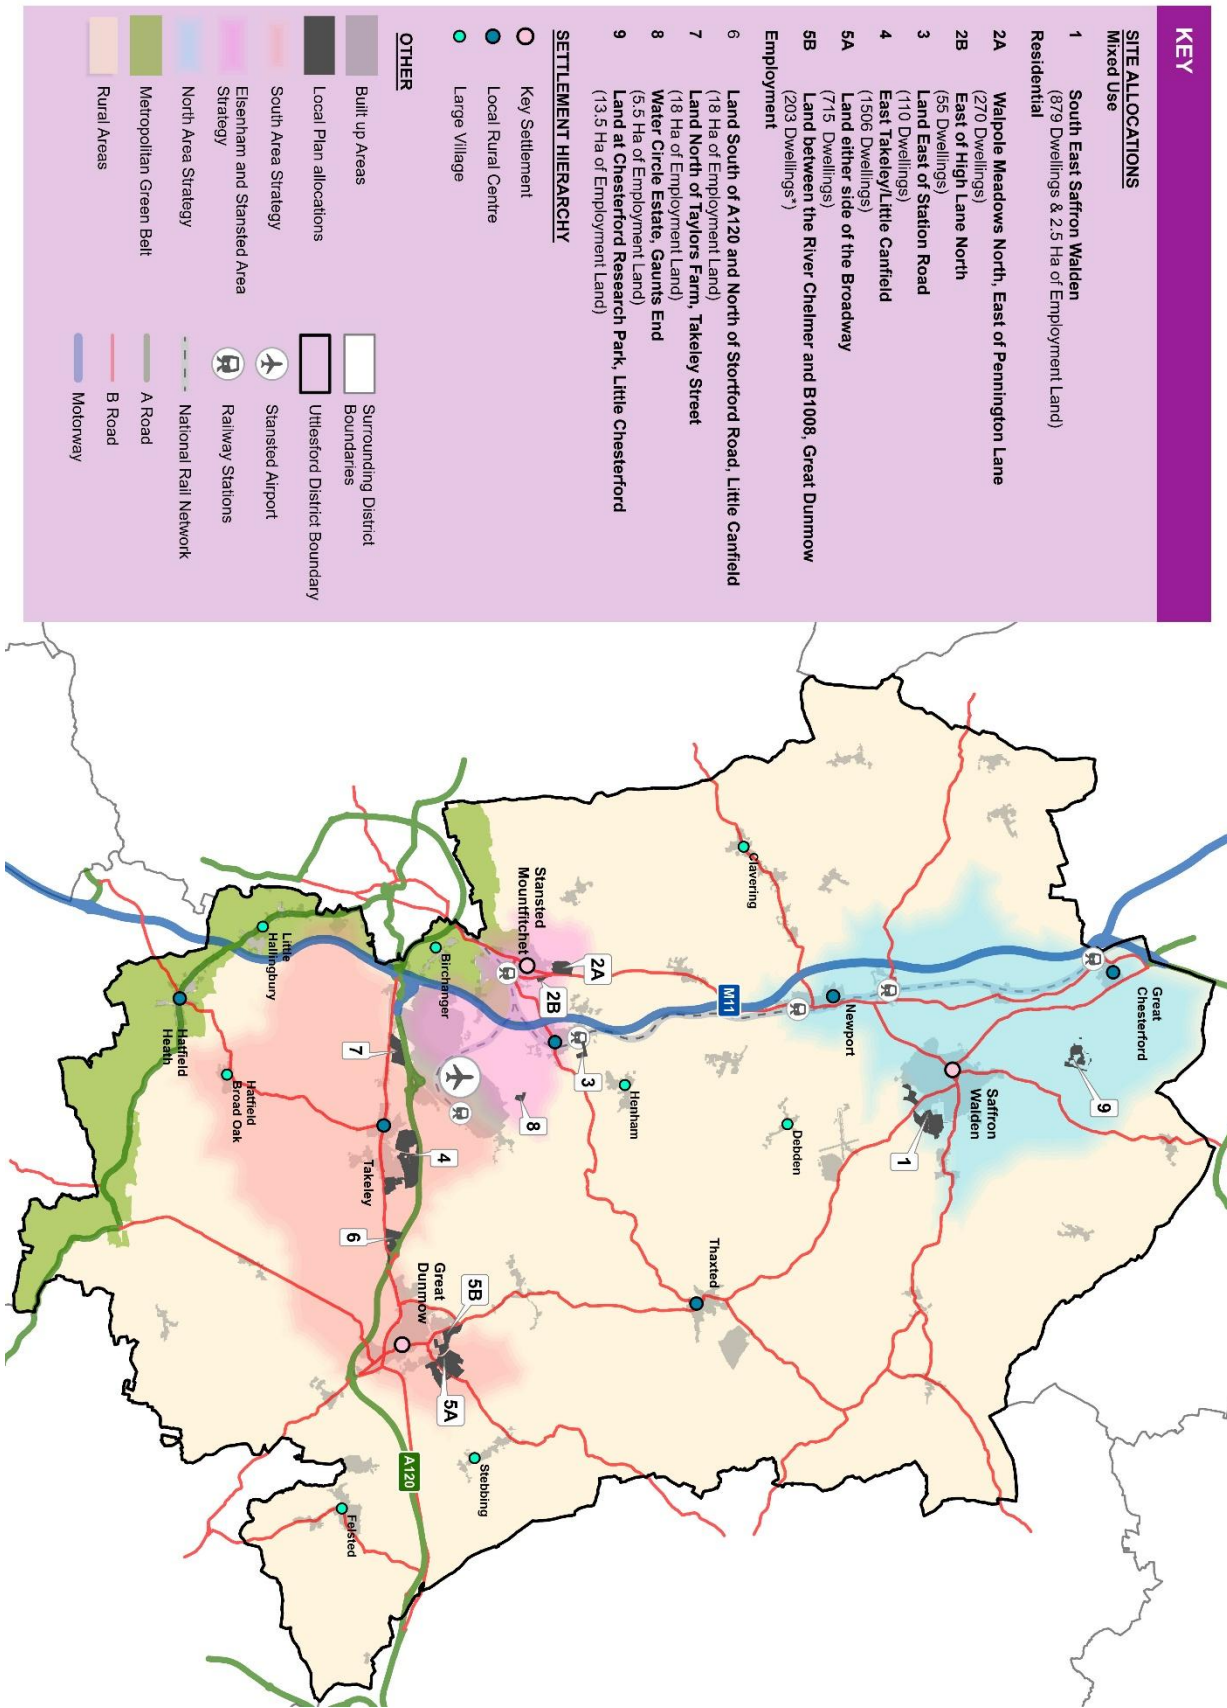 KEY
SITE ALLOCATIONS
Mixed Use
1 South East Saffron Walden
(879 Dwellings & 2.5 Ha of Employment Land)
Residential
2A Walpole Meadows North, East of Pennington Lane
(270 Dwellings)
2B East of High Lane North
(55 Dwellings)
3 Land East of Station Road
(110 Dwellings)
4 East Takeley/Little Canfield
(1506 Dwellings)
5A Land either side of the Broadway
(715 Dwellings)
5B Land between the River Chelmer and B1008, Great Dunmow
(203 Dwellings*)
Employment
6 Land South of A120 and North of Stortford Road, Little Canfield
(18 Ha of Employment Land)
7 Land North of Taylors Farm, Takeley Street
(18 Ha of Employment Land)
8 Water Circle Estate, Gaunts End
(5.5 Ha of Employment Land)
9 Land at Chesterford Research Park, Little Chesterford
(13.5 Ha of Employment Land)
SETTLEMENT HIERARCHY
Key Settlement
Local Rural Centre
Large Village
OTHER
Built up Areas
Local Plan allocations
South Area Strategy
Elsenham and Stansted Area
Strategy
North Area Strategy
Metropolitan Green Belt
Rural Areas
Surrounding District
Boundaries
Uttlesford District Boundary
Stansted Airport
Railway Stations
National Rail Network
A Road
B Road
Motorway
Great
Chesterford
9
Saffron
Walden
1
Newport
Debden
Clavering
M11
Thaxted
Henham
3
2A
2B
Stansted
Mountfitchet
8
Birchanger
7
4
Takeley
6
Great
Dunmow
5B
5A
Stebbing
A120
Felsted
Little
Hallingbury
Hatfield
Heath
Hatfield
Broad Oak